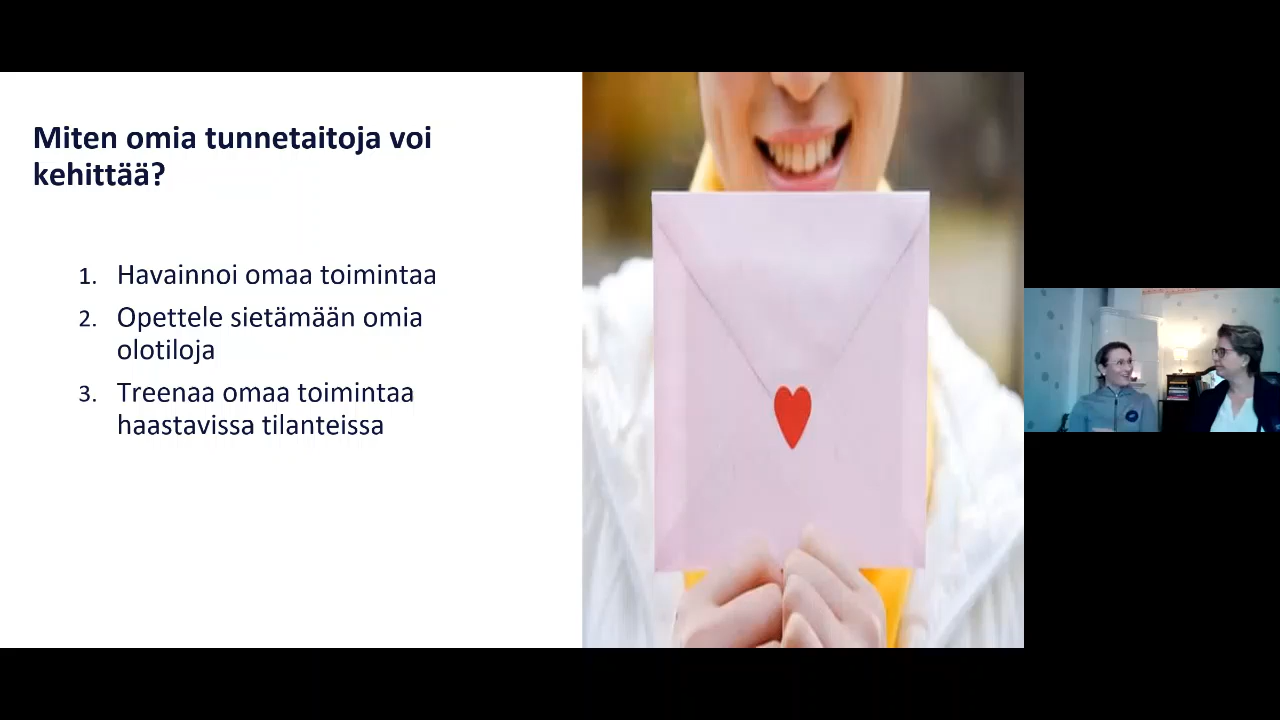 Miten omia tunnetaitoja voi
kehittää?
1. Havainnoi omaa toimintaa
2. Opettele sietämään omia
olotiloja
3. Treenaa omaa toimintaa
haastavissa tilanteissa